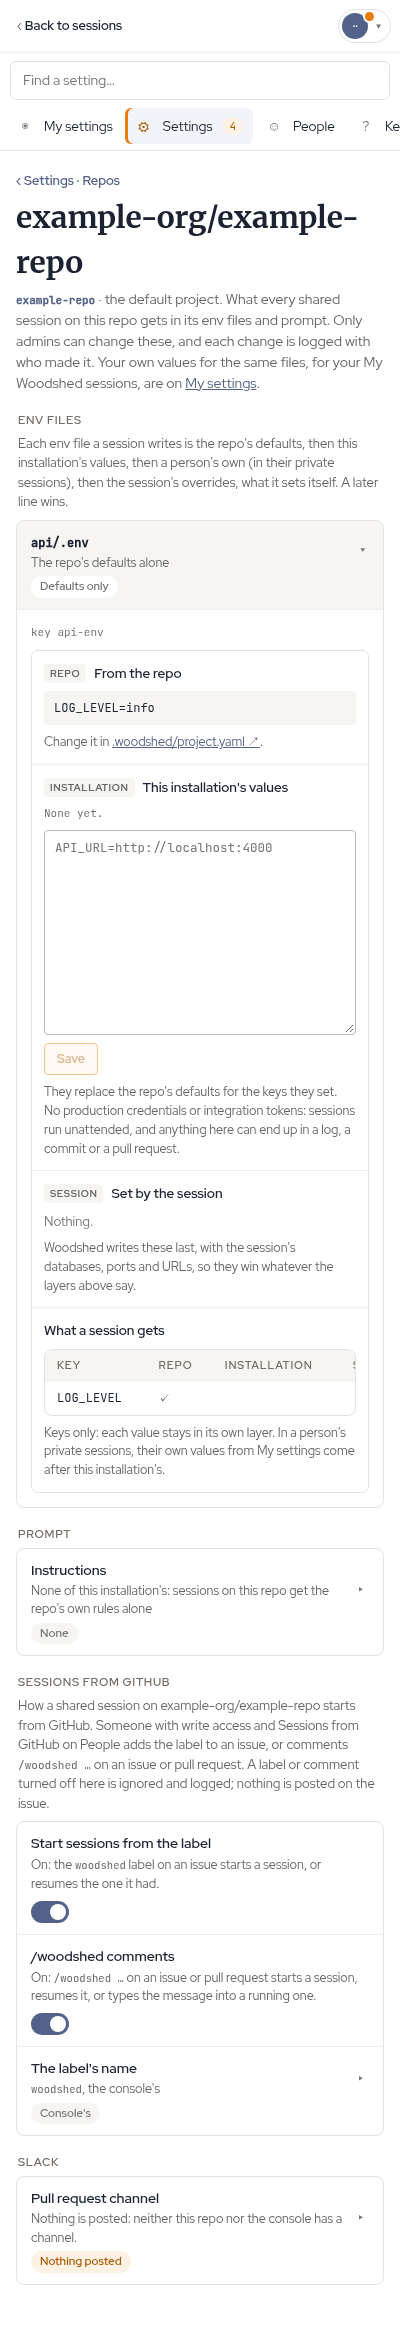 ‹ Back to sessions
Find a setting...
My settings
Settings 4
People
? Ke
‹ Settings · Repos
example-org/example-
repo
example-repo · the default project. What every shared
session on this repo gets in its env files and prompt. Only
admins can change these, and each change is logged with
who made it. Your own values for the same files, for your My
Woodshed sessions, are on My settings.
ENV FILES
Each env file a session writes is the repo's defaults, then this
installation's values, then a person's own (in their private
sessions), then the session's overrides, what it sets itself. A later
line wins.
api/.env
The repo's defaults alone
Defaults only
key api-env
REPO From the repo
LOG_LEVEL=info
Change it in .woodshed/project.yaml ↗.
INSTALLATION This installation's values
None yet.
API_URL=http://localhost:4000
Save
They replace the repo's defaults for the keys they set.
No production credentials or integration tokens: sessions
run unattended, and anything here can end up in a log, a
commit or a pull request.
SESSION Set by the session
Nothing.
Woodshed writes these last, with the session's
databases, ports and URLs, so they win whatever the
layers above say.
What a session gets
KEY REPO INSTALLATION S
LOG_LEVEL ✓
Keys only: each value stays in its own layer. In a person's
private sessions, their own values from My settings come
after this installation's.
PROMPT
Instructions
None of this installation's: sessions on this repo get the
repo's own rules alone
None
SESSIONS FROM GITHUB
How a shared session on example-org/example-repo starts
from GitHub. Someone with write access and Sessions from
GitHub on People adds the label to an issue, or comments
/woodshed … on an issue or pull request. A label or comment
turned off here is ignored and logged; nothing is posted on the
issue.
Start sessions from the label
On: the woodshed label on an issue starts a session, or
resumes the one it had.
/woodshed comments
On: /woodshed … on an issue or pull request starts a session,
resumes it, or types the message into a running one.
The label's name
woodshed, the console's
Console's
SLACK
Pull request channel
Nothing is posted: neither this repo nor the console has a
channel.
Nothing posted